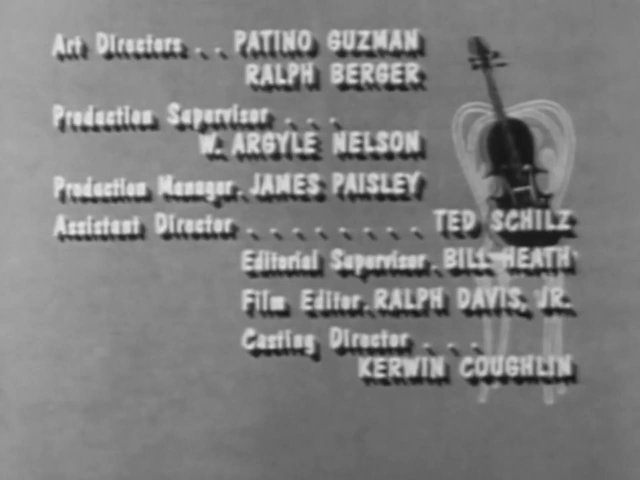 Art Directors . . PATINO GUZMAN
RALPH BERGER
Production Supervisor . . .
W. ARGYLE NELSON
Production Manager . JAMES PAISLEY
Assistant Director . . . . . . . . TED SCHILZ
Editorial Supervisor . BILL HEATH
Film Editor . RALPH DAVIS, JR.
Casting Director . . .
KERWIN COUGHLIN